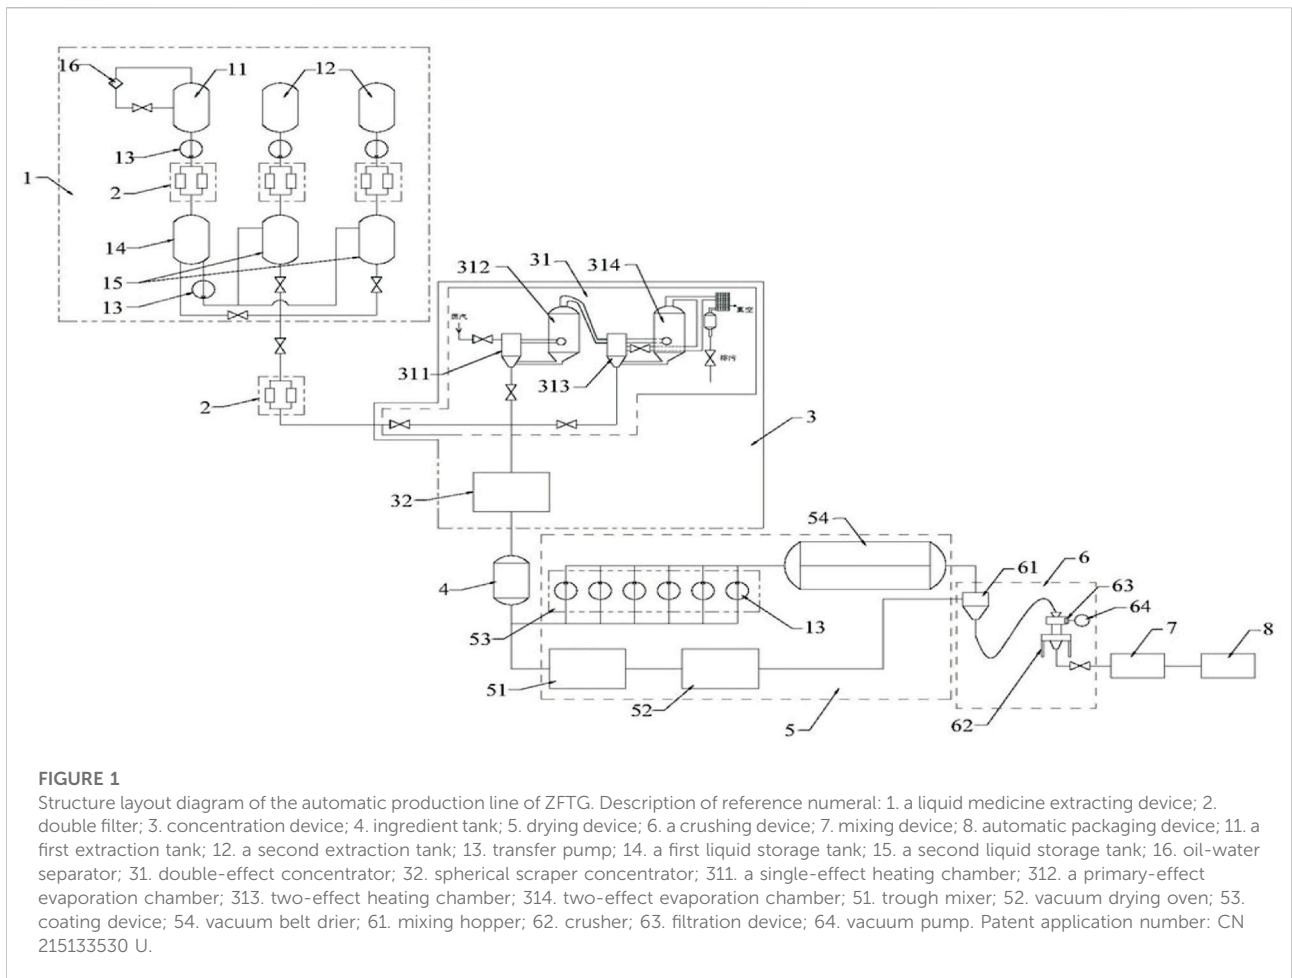 16
11
12
13
1
2
14
15
13
312
31
314
蒸汽
真空
311
313
排污
2
3
32
54
4
61
6
63
64
53
13
7
8
51
52
62
5
FIGURE 1
Structure layout diagram of the automatic production line of ZFTG. Description of reference numeral: 1. a liquid medicine extracting device; 2.
double filter; 3. concentration device; 4. ingredient tank; 5. drying device; 6. a crushing device; 7. mixing device; 8. automatic packaging device; 11. a
first extraction tank; 12. a second extraction tank; 13. transfer pump; 14. a first liquid storage tank; 15. a second liquid storage tank; 16. oil-water
separator; 31. double-effect concentrator; 32. spherical scraper concentrator; 311. a single-effect heating chamber; 312. a primary-effect
evaporation chamber; 313. two-effect heating chamber; 314. two-effect evaporation chamber; 51. trough mixer; 52. vacuum drying oven; 53.
coating device; 54. vacuum belt drier; 61. mixing hopper; 62. crusher; 63. filtration device; 64. vacuum pump. Patent application number: CN
215133530 U.